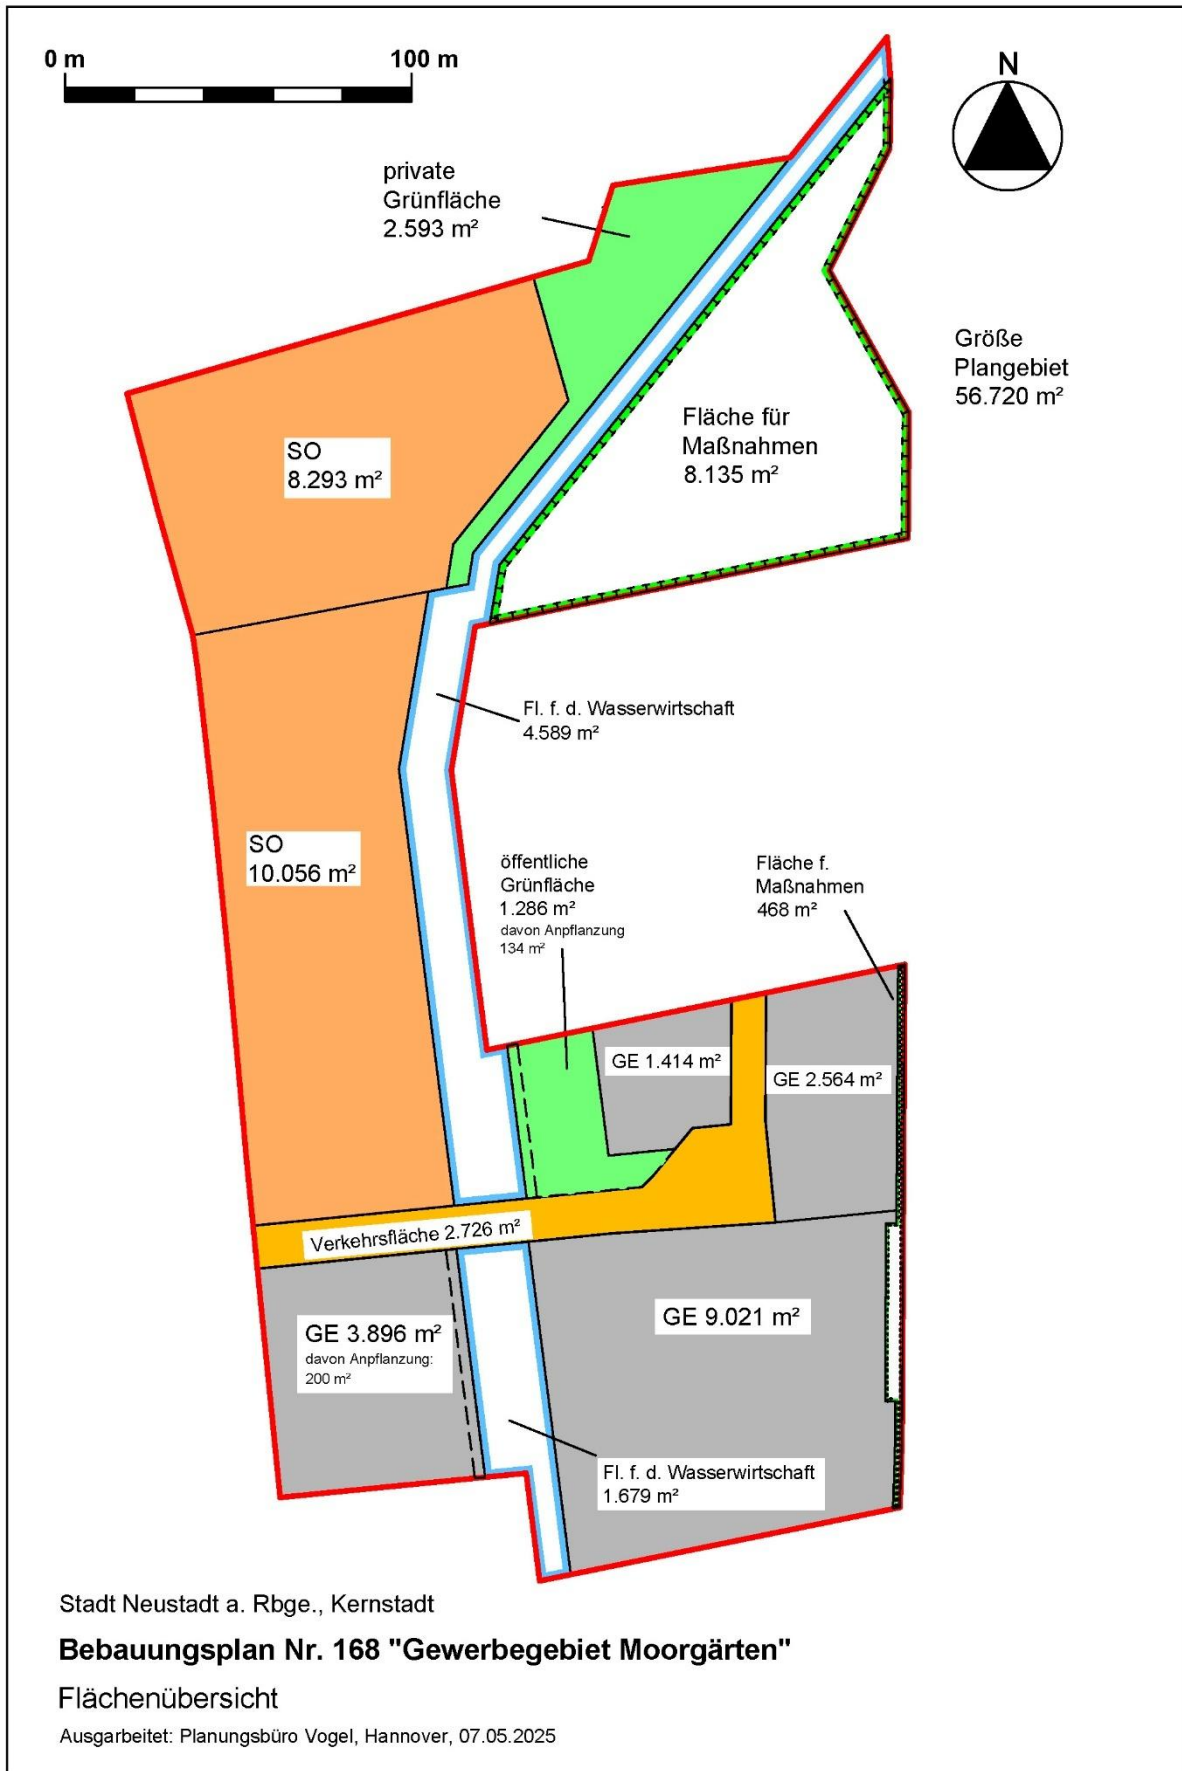 0 m
100 m
N
private
Grünfläche
2.593 m²
Größe
Plangebiet
56.720 m²
Fläche für
Maßnahmen
8.135 m²
SO
8.293 m²
Fl. f. d. Wasserwirtschaft
4.589 m²
SO
10.056 m²
öffentliche
Grünfläche
1.286 m²
davon Anpflanzung
134 m²
Fläche f.
Maßnahmen
468 m²
GE 1.414 m²
GE 2.564 m²
Verkehrsfläche 2.726 m²
GE 3.896 m²
davon Anpflanzung:
200 m²
GE 9.021 m²
Fl. f. d. Wasserwirtschaft
1.679 m²
Stadt Neustadt a. Rbge., Kernstadt
Bebauungsplan Nr. 168 "Gewerbegebiet Moorgärten"
Flächenübersicht
Ausgearbeitet: Planungsbüro Vogel, Hannover, 07.05.2025